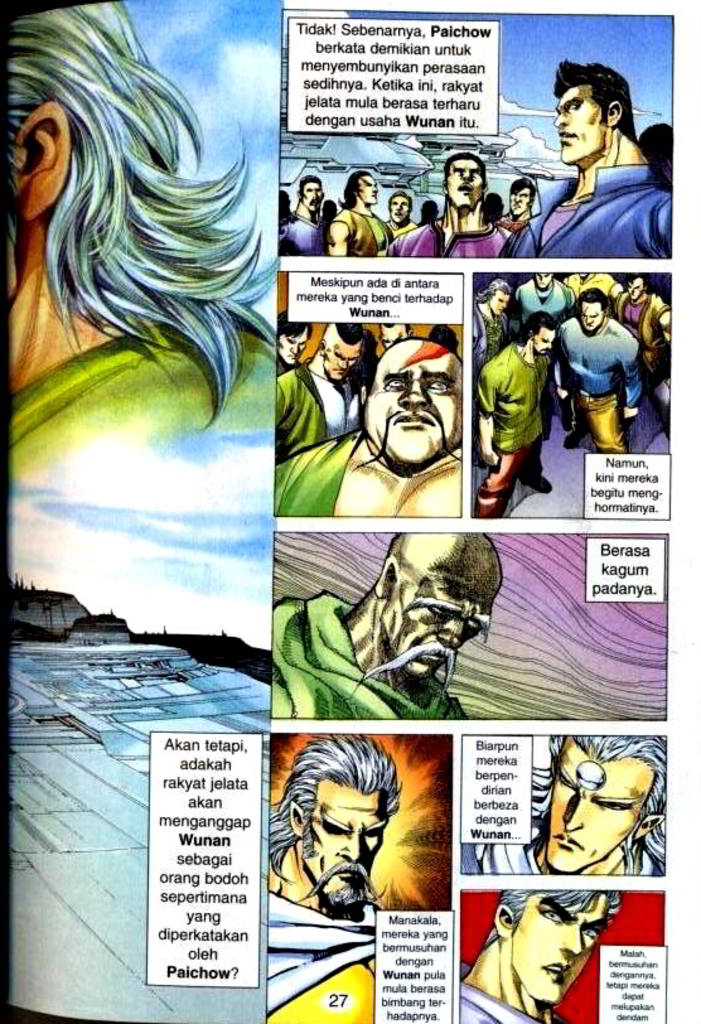 Akan tetapi,
adakah
rakyat jelata
akan
menganggap
Wunan
sebagai
orang bodoh
sepertimana
yang
diperkatakan
oleh
Paichow?
Tidak! Sebenarnya, Paichow
berkata demikian untuk
menyembunyikan perasaan
sedihnya. Ketika ini, rakyat
jelata mula berasa terharu
dengan usaha Wunan itu.
Meskipun ada di antara
mereka yang benci terhadap
Wunan...
Namun,
kini mereka
begitu meng-
hormatinya.
Berasa
kagum
padanya.
Manakala,
mereka yang
bermusuhan
dengan
Wunan pula
mula berasa
bimbang ter-
hadapnya.
Biarpun
mereka
berpen-
dirian
berbeza
dengan
Wunan...
Malah,
bermusuhan
dengannya,
tetapi mereka
dapat
melupakan
dendam
27